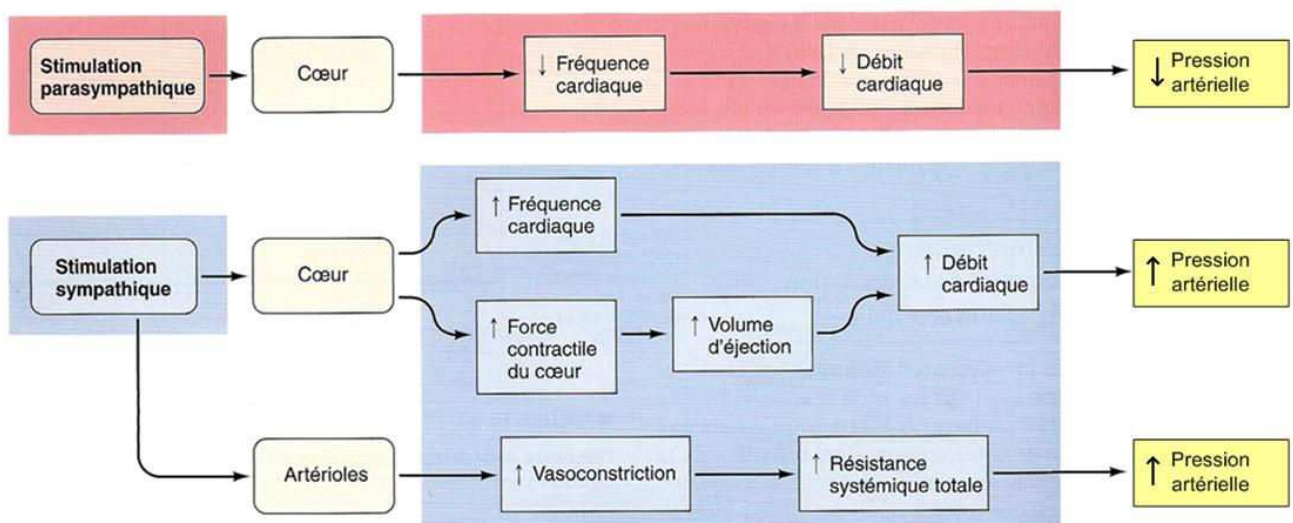 Stimulation
parasympathique
Cœur
↓ Fréquence
cardiaque
↓ Débit
cardiaque
↓ Pression
artérielle
Stimulation
sympathique
Cœur
↑ Fréquence
cardiaque
↑ Force
contractile
du cœur
↑ Volume
d'éjection
↑ Débit
cardiaque
↑ Pression
artérielle
Artérioles
↑ Vasoconstriction
↑ Résistance
systémique totale
↑ Pression
artérielle